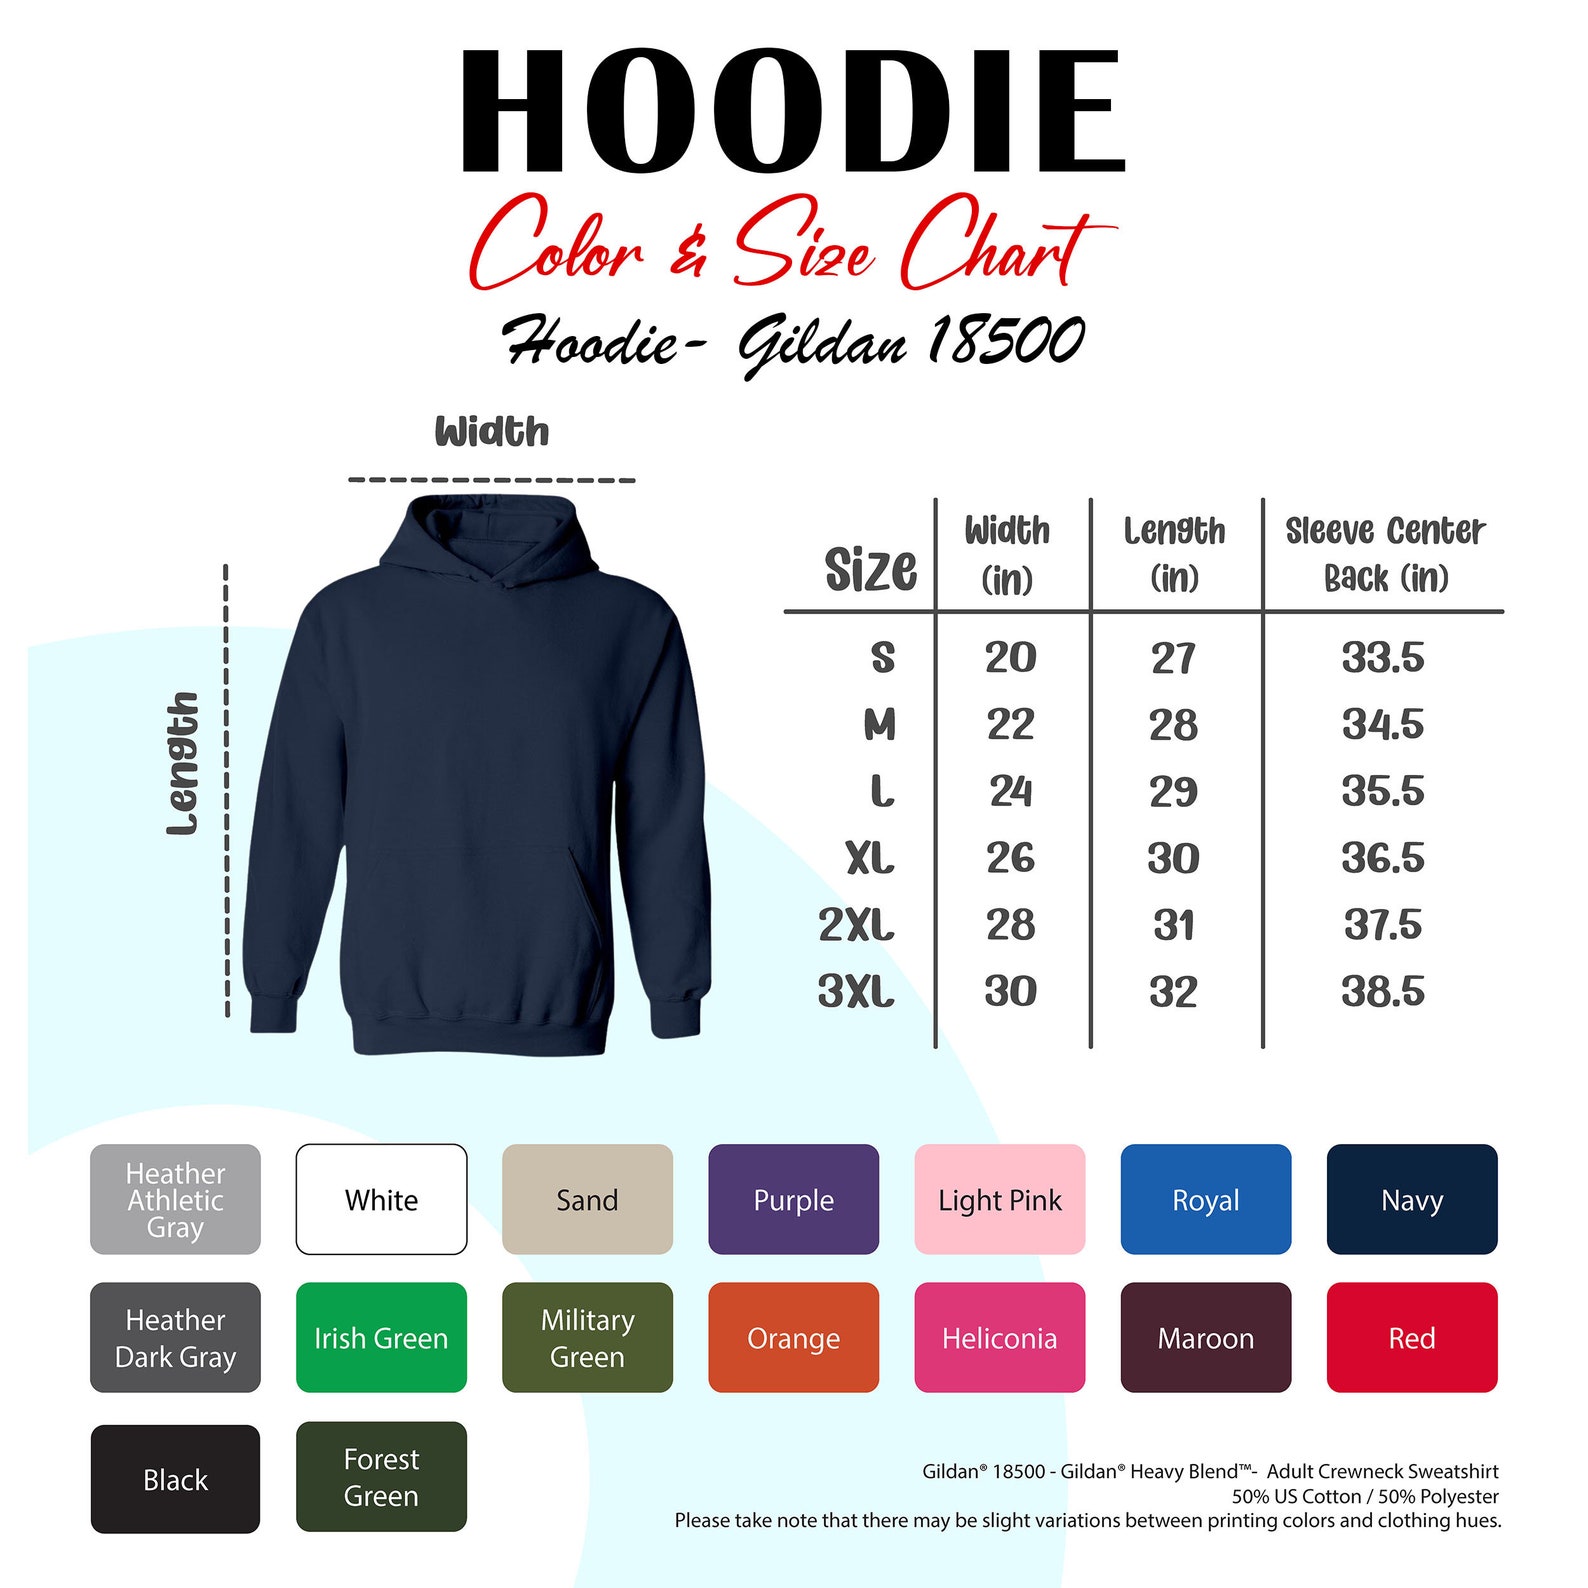 HOODIE
Color & Size Chart
Hoodie- Gildan 18500
Width
Length
Size Width (in) Length (in) Sleeve Center Back (in)
S 20 27 33.5
M 22 28 34.5
L 24 29 35.5
XL 26 30 36.5
2XL 28 31 37.5
3XL 30 32 38.5
Heather
Athletic
Gray
White
Sand
Purple
Light Pink
Royal
Navy
Heather
Dark Gray
Irish Green
Military
Green
Orange
Heliconia
Maroon
Red
Black
Forest
Green
Gildan® 18500 - Gildan® Heavy Blend™- Adult Crewneck Sweatshirt
50% US Cotton / 50% Polyester
Please take note that there may be slight variations between printing colors and clothing hues.